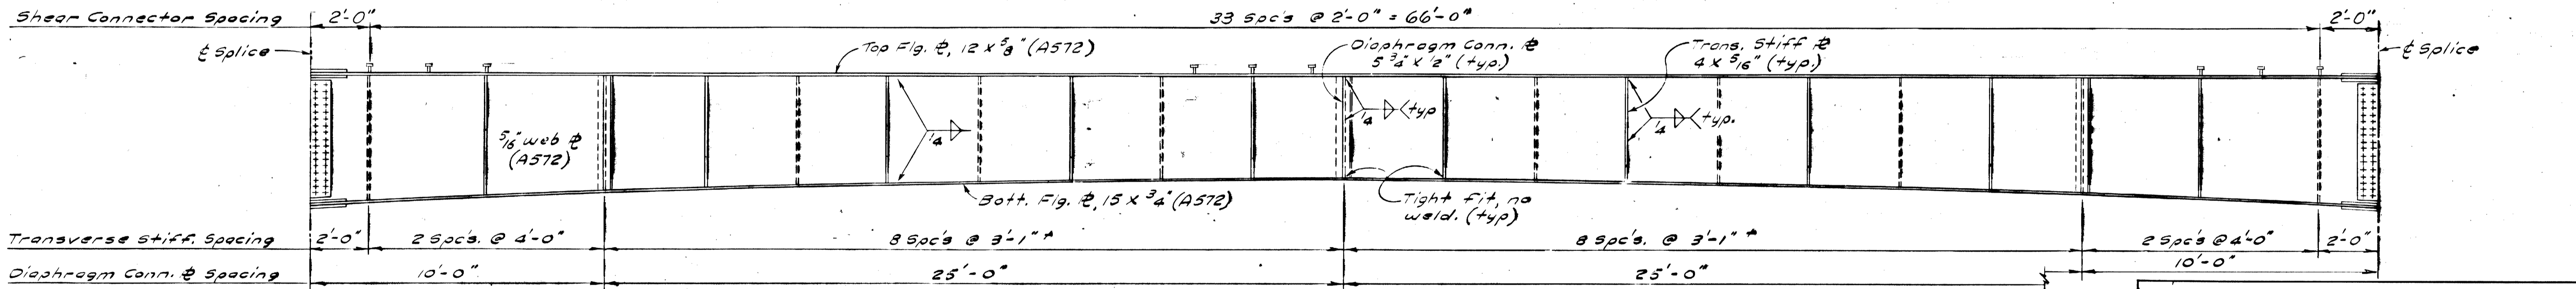 Shear Connector Spacing
2'-0"
33 Spc's @ 2'-0" = 66'-0"
2'-0"
℄ Splice
Top Flg. ⅊, 12 X 5/8" (A572)
Diaphragm Conn. ⅊
5 3/4" X 1/2" (typ.)
Trans. Stiff ⅊
4 X 5/16" (typ.)
℄ Splice
5/16" web ⅊
(A572)
1/4
1/4 (typ
1/4 typ.
Bott. Flg. ⅊, 15 X 3/4" (A572)
Tight fit, no
weld. (typ)
Transverse Stiff. Spacing
2'-0"
2 Spc's. @ 4'-0"
8 Spc's @ 3'-1" ±
8 Spc's. @ 3'-1" ±
2 Spc's @ 4'-0"
2'-0"
Diaphragm Conn. ⅊ Spacing
10'-0"
25'-0"
25'-0"
10'-0"